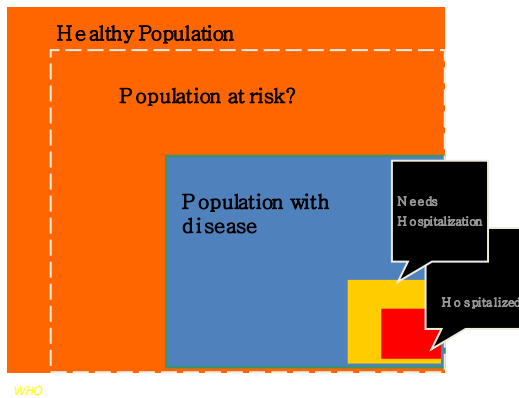 Healthy Population
Population at risk?
Population with
disease
Needs
Hospitalization
Hospitalized
WHO